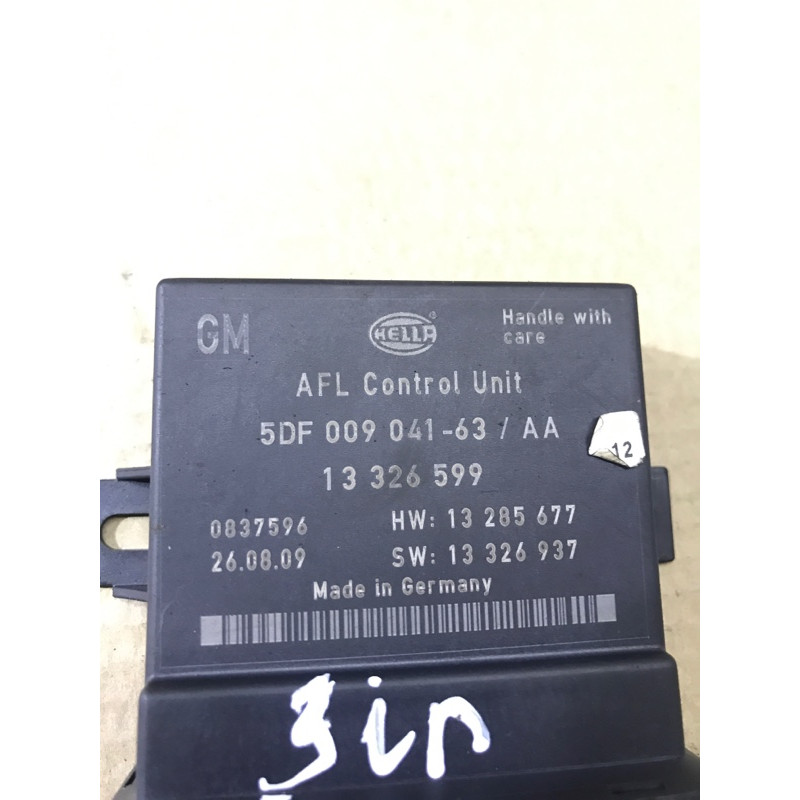 GM
HELLA®
Handle with
care
AFL Control Unit
5DF 009 041-63 / AA
13 326 599
12
0837596
HW: 13 285 677
26.08.09
SW: 13 326 937
Made in Germany